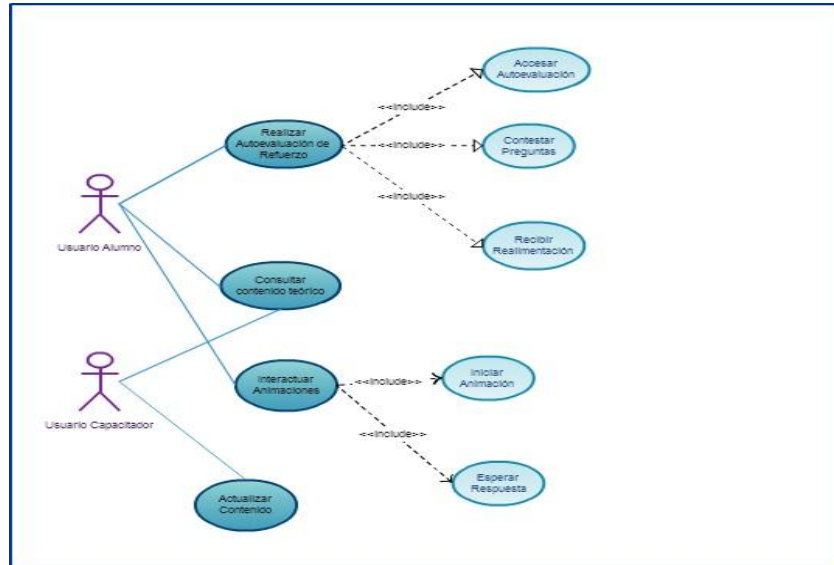 Accesar
Autoevaluación
<<Include>>
Realizar
Autoevaluación de
Refuerzo
<<Include>>
Contestar
Preguntas
<<Include>>
Usuario Alumno
Recibir
Realimentación
Consultar
contenido teórico
Interactuar
Animaciones
<<Include>>
Iniciar
Animación
Usuario Capacitador
<<Include>>
Esperar
Respuesta
Actualizar
Contenido